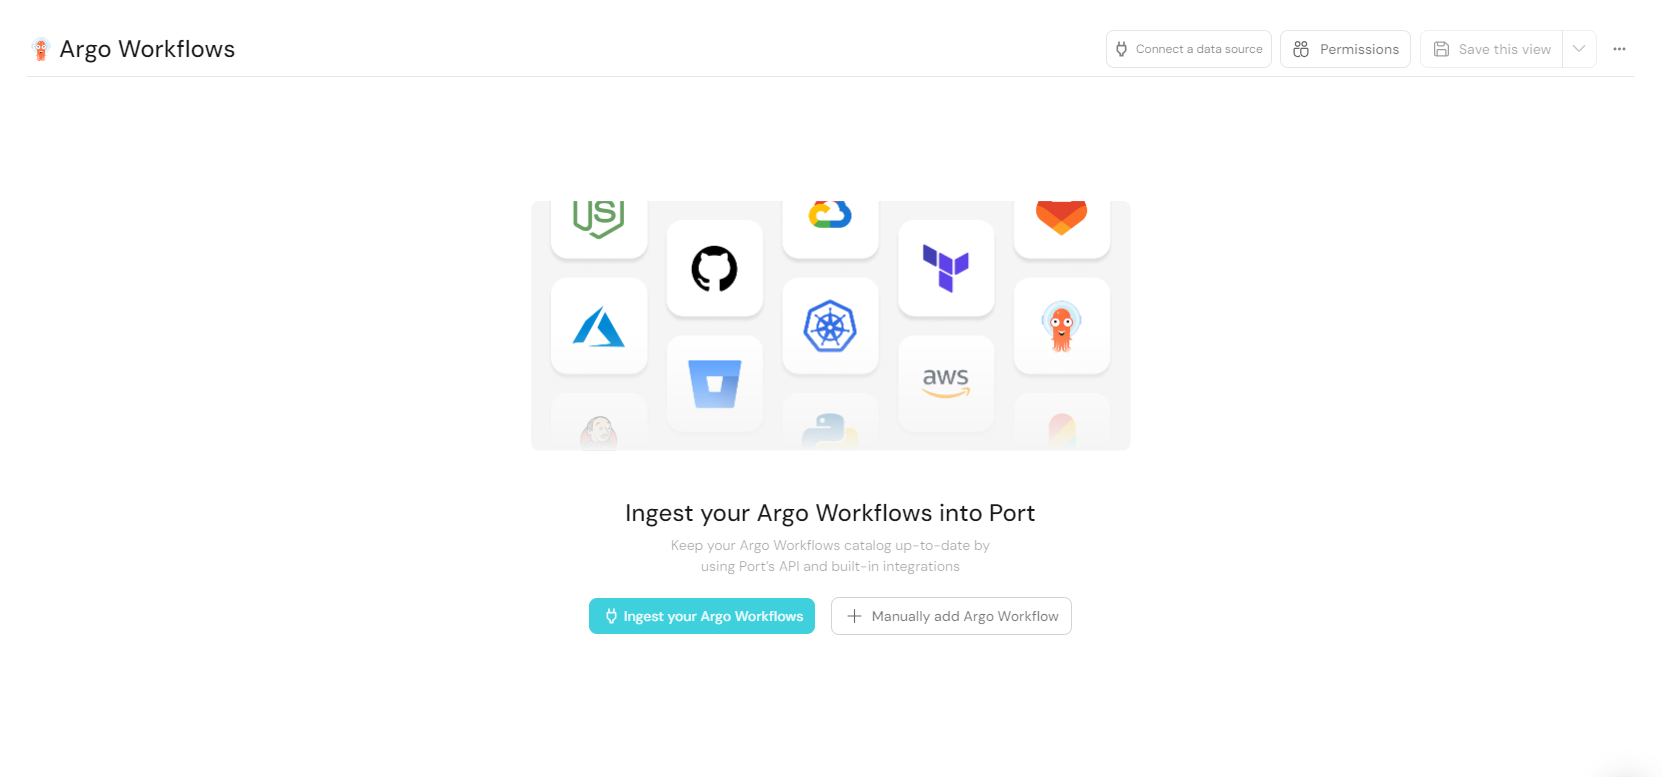 Argo Workflows
Connect a data source
Permissions
Save this view
JS
aws
Ingest your Argo Workflows into Port
Keep your Argo Workflows catalog up-to-date by
using Port's API and built-in integrations
Ingest your Argo Workflows
Manually add Argo Workflow